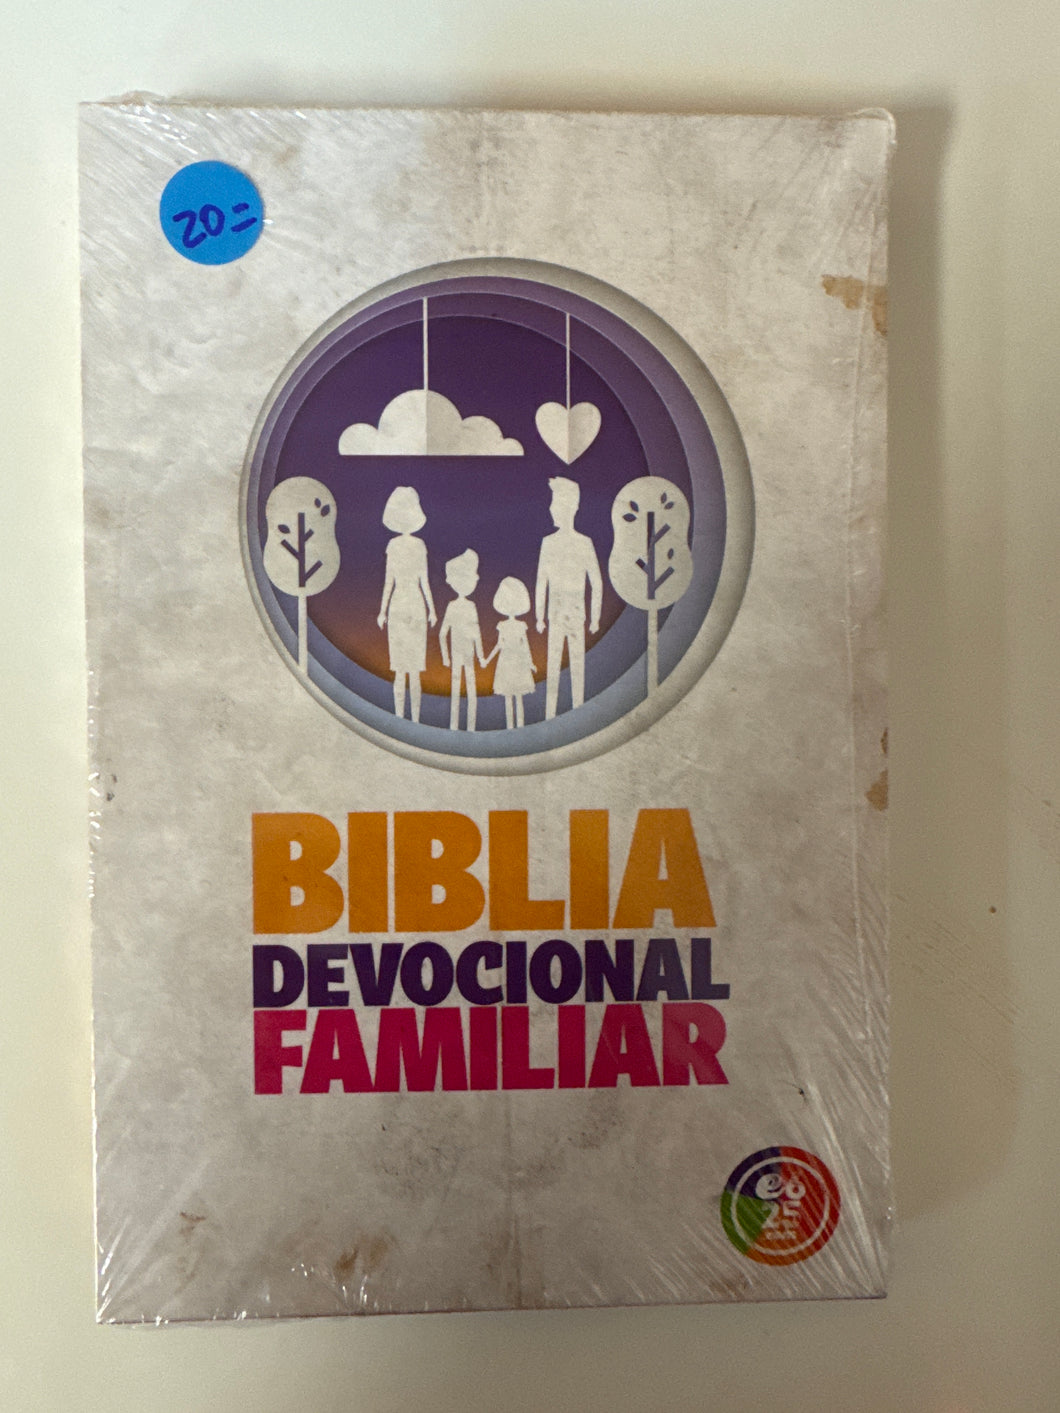 20=
BIBLIA
DEVOCIONAL
FAMILIAR